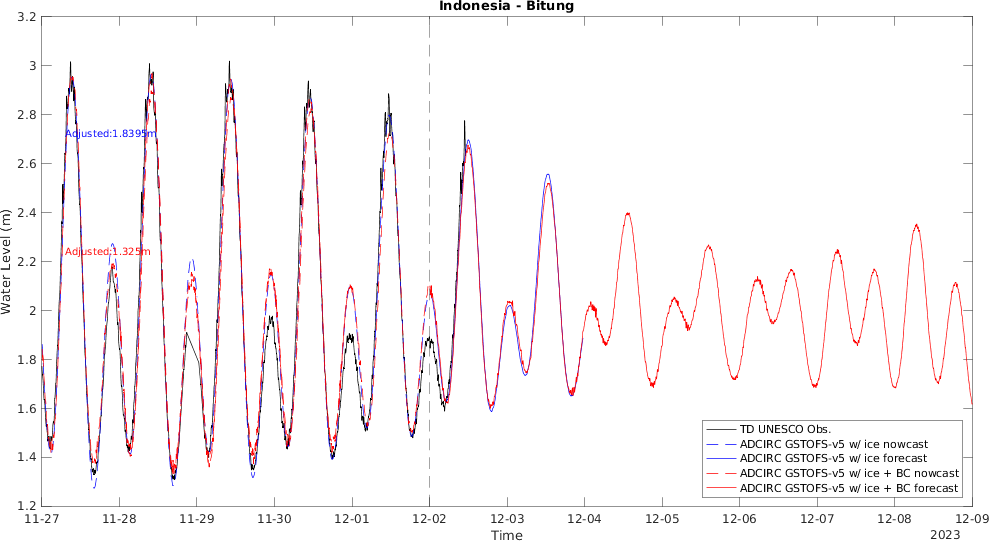 Indonesia - Bitung
3.2
3
2.8
2.6
2.4
2.2
2
1.8
1.6
1.4
1.2
Water Level (m)
Adjusted:1.8395m
Adjusted:1.325m
TD UNESCO Obs.
ADCIRC GSTOFS-v5 w/ ice nowcast
ADCIRC GSTOFS-v5 w/ ice forecast
ADCIRC GSTOFS-v5 w/ ice + BC nowcast
ADCIRC GSTOFS-v5 w/ ice + BC forecast
11-27 11-28 11-29 11-30 12-01 12-02 12-03 12-04 12-05 12-06 12-07 12-08 12-09
Time
2023